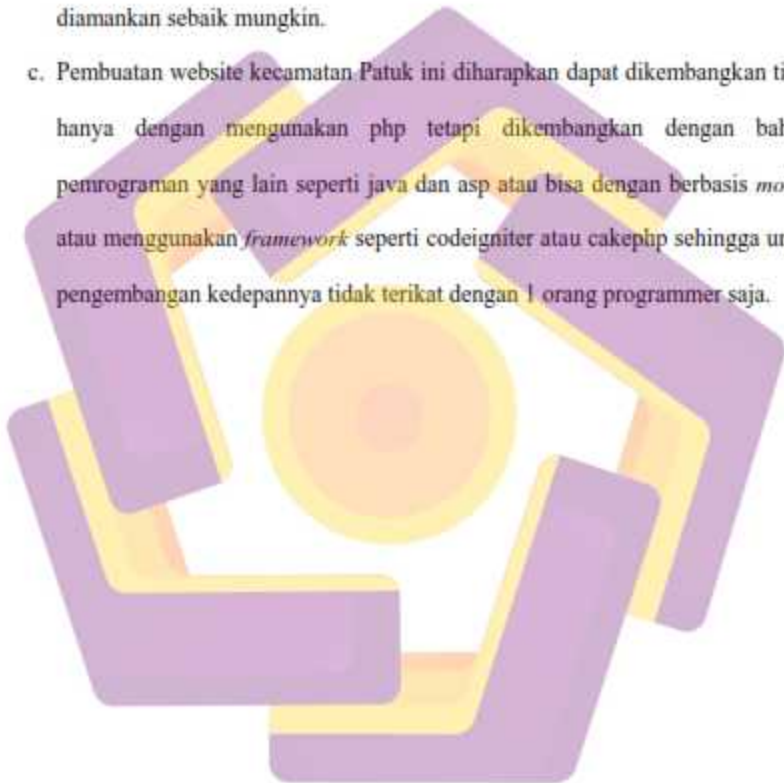 diamankan sebaik mungkin.
c. Pembuatan website kecamatan Patuk ini diharapkan dapat dikembangkan ti
hanya dengan mengunakan php tetapi dikembangkan dengan bah
pemrograman yang lain seperti java dan asp atau bisa dengan berbasis mo
atau menggunakan framework seperti codeigniter atau cakephp sehingga un
pengembangan kedepannya tidak terikat dengan 1 orang programmer saja.